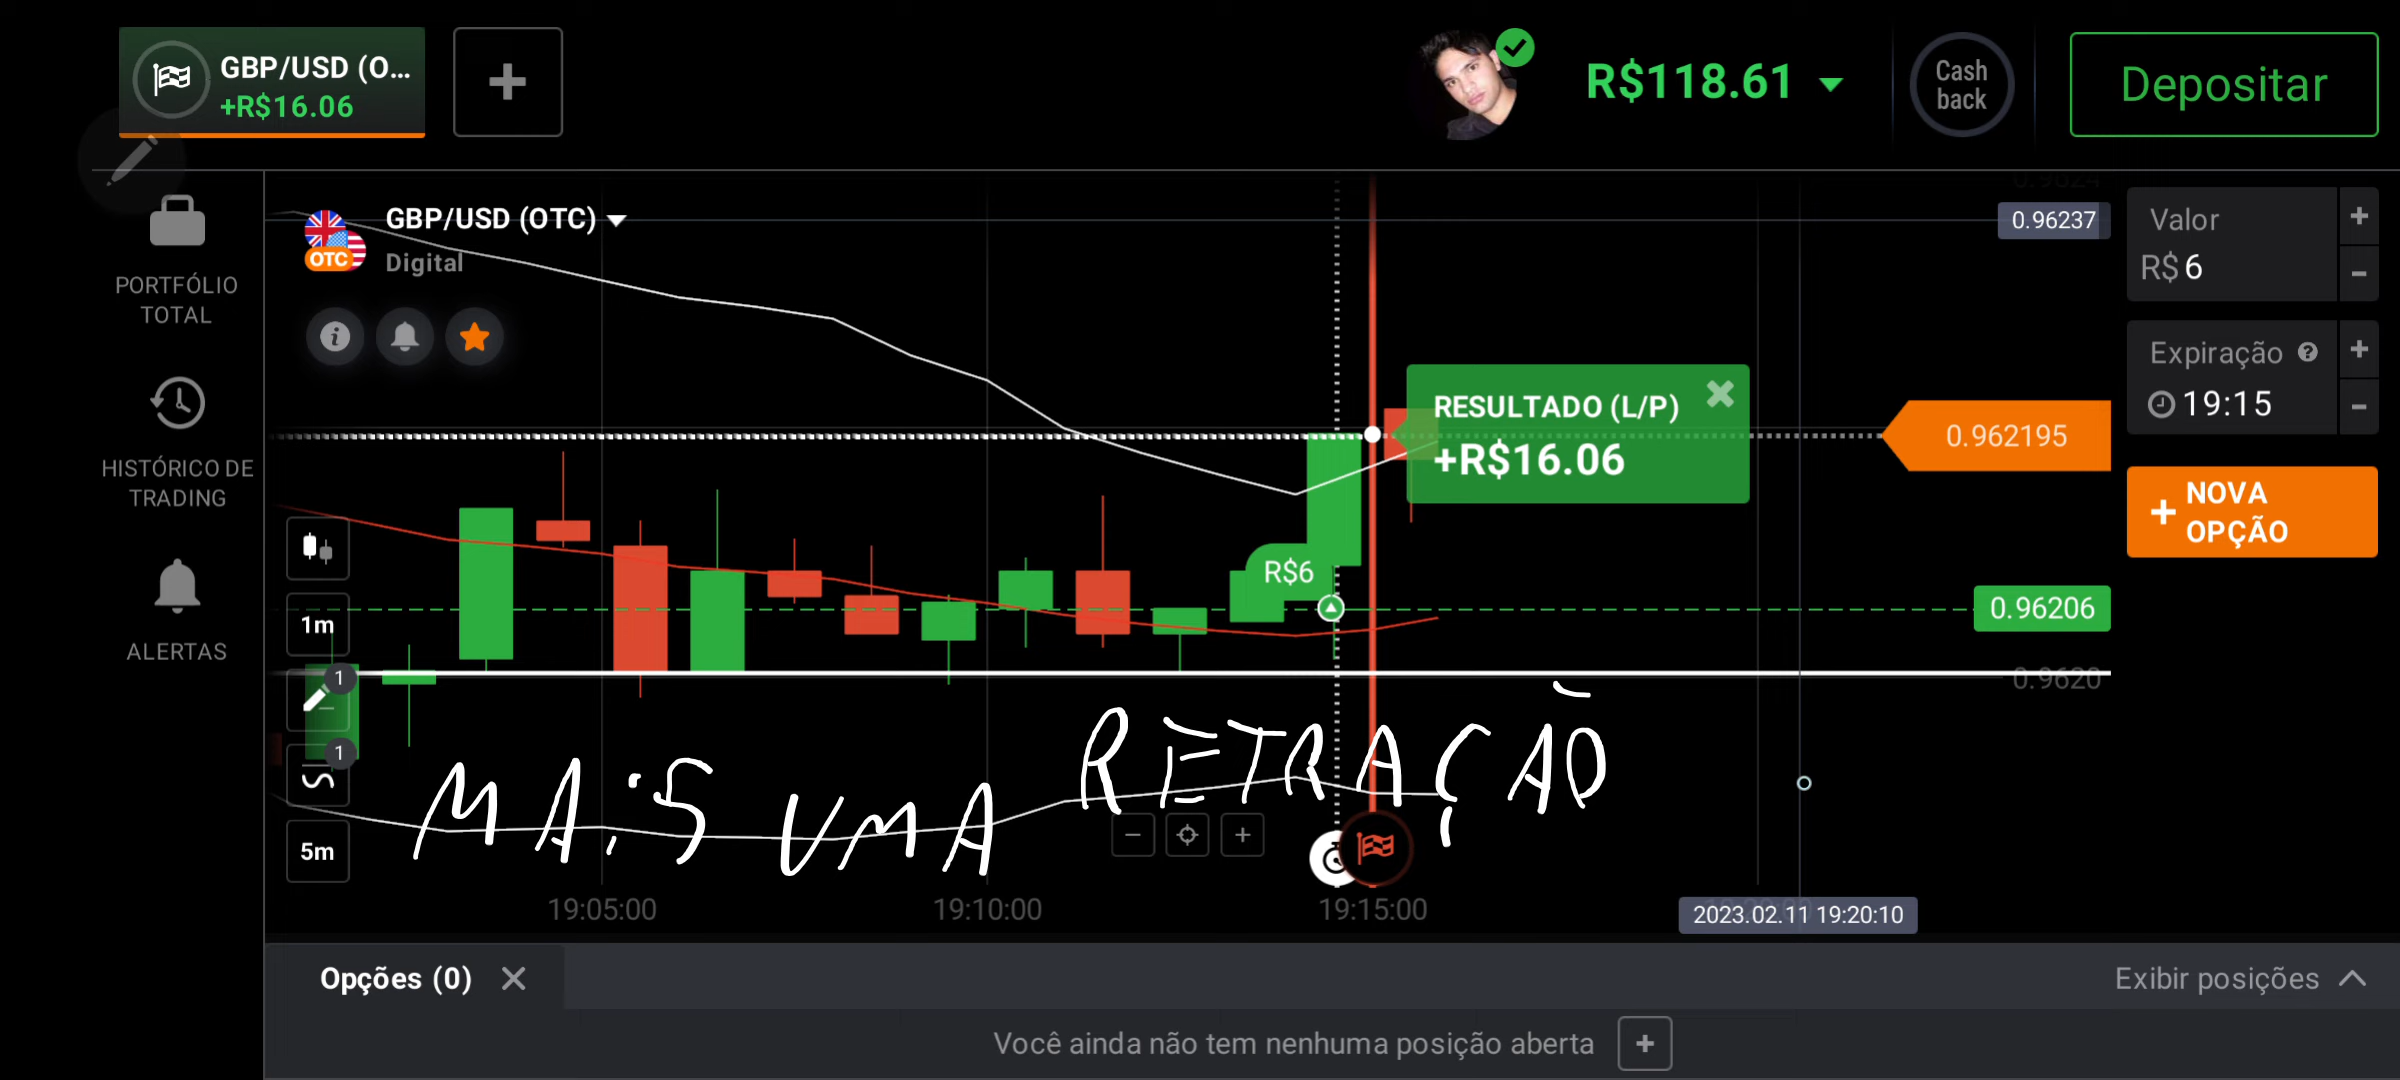 GBP/USD (O...
+R$16.06
+
R$118.61
Cash
back
Depositar
PORTFÓLIO
TOTAL
HISTÓRICO DE
TRADING
ALERTAS
GBP/USD (OTC)
OTC
Digital
1m
1
1
5m
RESULTADO (L/P)
+R$16.06
R$6
0.96237
0.962195
0.96206
0.9620
Valor
R$ 6
+
−
Expiração ?
19:15
+
−
+ NOVA
OPÇÃO
MAIS UMA RETRAÇÃO
− +
19:05:00
19:10:00
19:15:00
2023.02.11 19:20:10
Opções (0) ×
Exibir posições
Você ainda não tem nenhuma posição aberta +